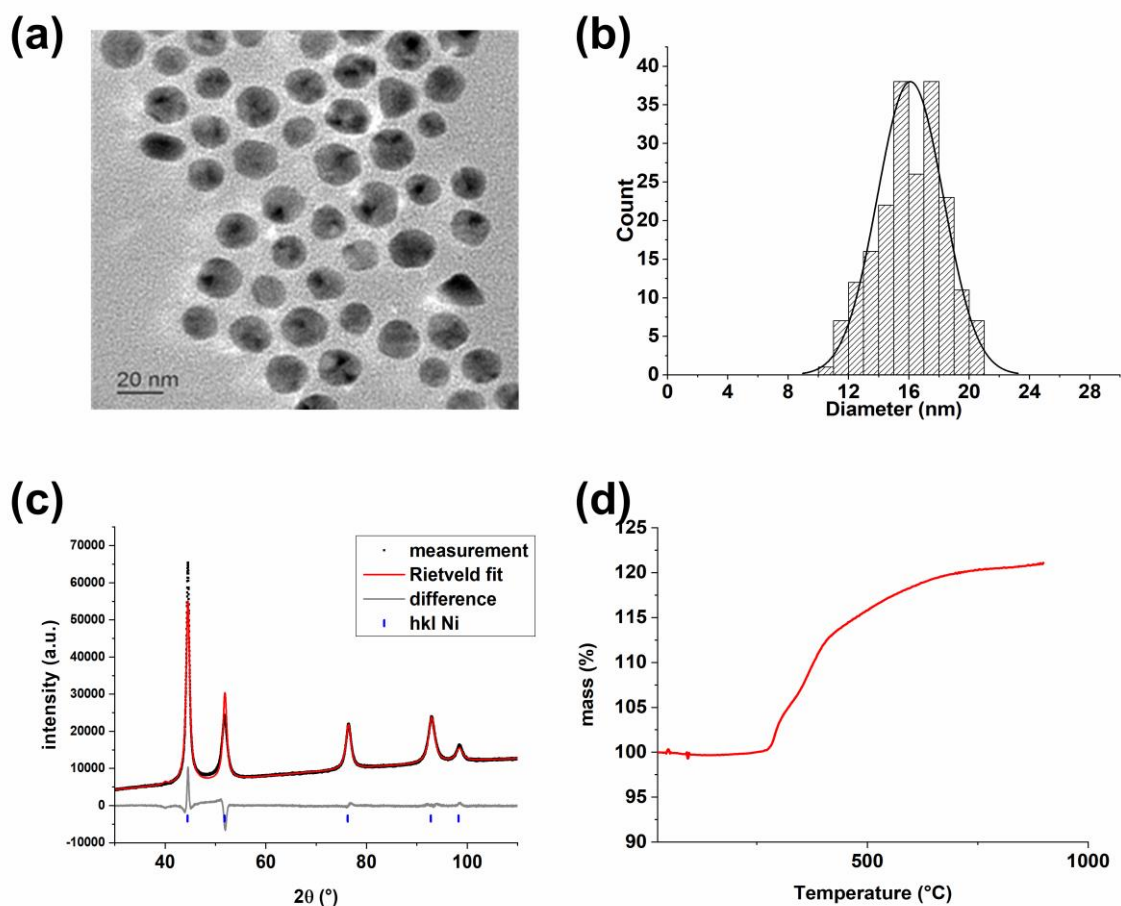 (a)
20 nm
(b)
40
35
30
25
20
15
10
5
0
Count
0 4 8 12 16 20 24 28
Diameter (nm)
(c)
70000
60000
50000
40000
30000
20000
10000
0
-10000
intensity (a.u.)
measurement
Rietveld fit
difference
hkl Ni
40 60 80 100
2θ (°)
(d)
125
120
115
110
105
100
95
90
mass (%)
500 1000
Temperature (°C)